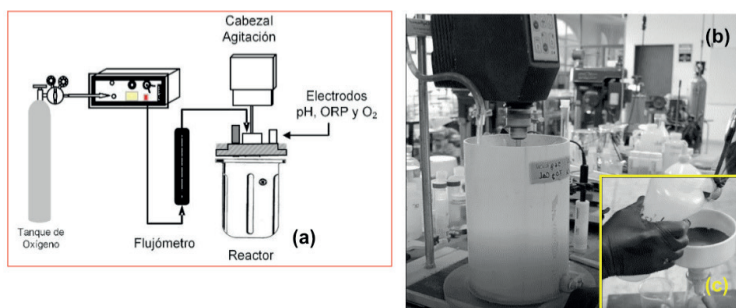 Cabezal
Agitación
Electrodos
pH, ORP y O₂
Tanque de
Oxígeno
Flujómetro
Reactor
(a)
(b)
(c)